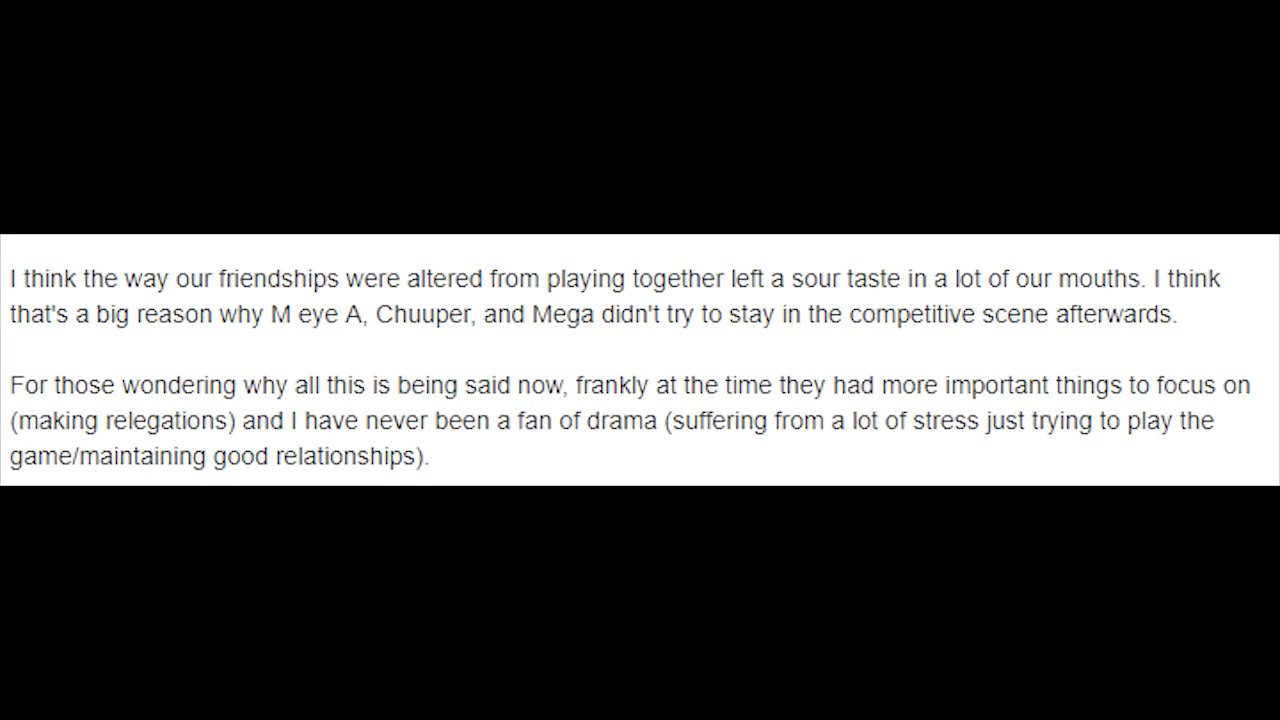 I think the way our friendships were altered from playing together left a sour taste in a lot of our mouths. I think
that's a big reason why M eye A, Chuuper, and Mega didn't try to stay in the competitive scene afterwards.
For those wondering why all this is being said now, frankly at the time they had more important things to focus on
(making relegations) and I have never been a fan of drama (suffering from a lot of stress just trying to play the
game/maintaining good relationships).